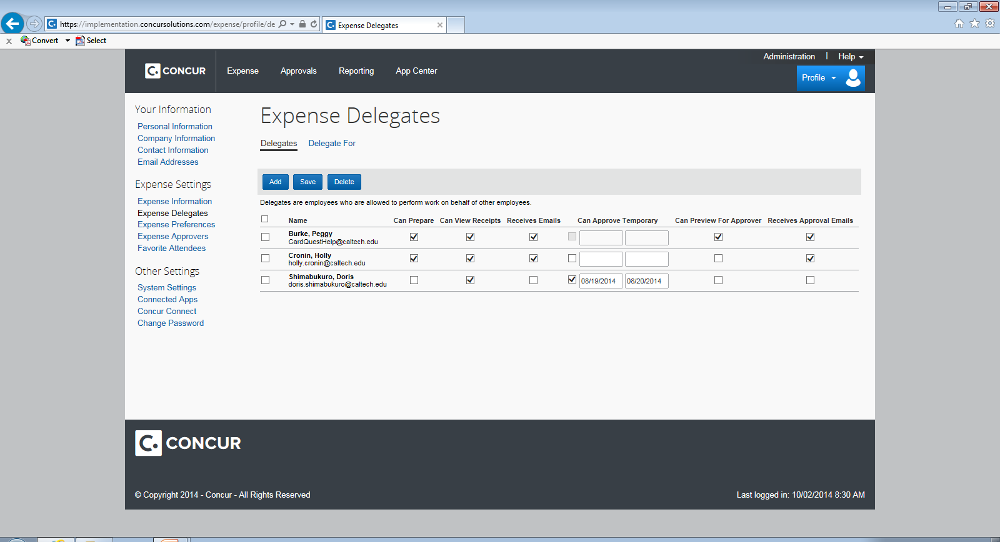 https://implementation.concursolutions.com/expense/profile/de
Expense Delegates
Convert Select
Administration | Help
C. CONCUR Expense Approvals Reporting App Center
Profile
Your Information
Personal Information
Company Information
Contact Information
Email Addresses
Expense Settings
Expense Information
Expense Delegates
Expense Preferences
Expense Approvers
Favorite Attendees
Other Settings
System Settings
Connected Apps
Concur Connect
Change Password
Expense Delegates
Delegates Delegate For
Add Save Delete
Delegates are employees who are allowed to perform work on behalf of other employees.
Name Can Prepare Can View Receipts Receives Emails Can Approve Temporary Can Preview For Approver Receives Approval Emails
Burke, Peggy
CardQuestHelp@caltech.edu
Cronin, Holly
holly.cronin@caltech.edu
Shimabukuro, Doris
doris.shimabukuro@caltech.edu 08/19/2014 08/20/2014
C. CONCUR
© Copyright 2014 - Concur - All Rights Reserved
Last logged in: 10/02/2014 8:30 AM